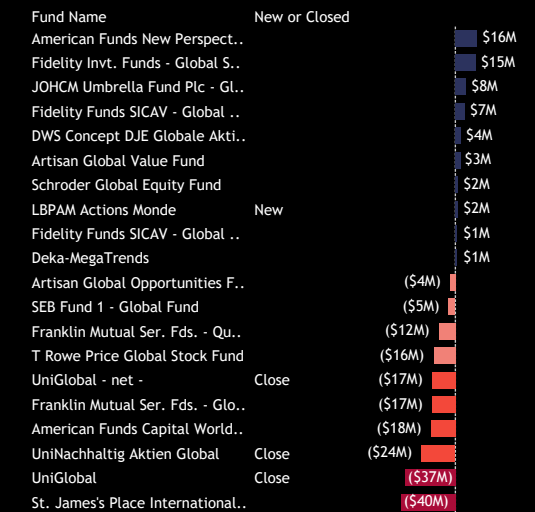 Fund Name New or Closed
American Funds New Perspect.. $16M
Fidelity Invt. Funds - Global S.. $15M
JOHCM Umbrella Fund Plc - Gl.. $8M
Fidelity Funds SICAV - Global .. $7M
DWS Concept DJE Globale Akti.. $4M
Artisan Global Value Fund $3M
Schroder Global Equity Fund $2M
LBPAM Actions Monde New $2M
Fidelity Funds SICAV - Global .. $1M
Deka-MegaTrends $1M
Artisan Global Opportunities F.. ($4M)
SEB Fund 1 - Global Fund ($5M)
Franklin Mutual Ser. Fds. - Qu.. ($12M)
T Rowe Price Global Stock Fund ($16M)
UniGlobal - net - Close ($17M)
Franklin Mutual Ser. Fds. - Glo.. ($17M)
American Funds Capital World.. ($18M)
UniNachhaltig Aktien Global Close ($24M)
UniGlobal Close ($37M)
St. James's Place International.. ($40M)